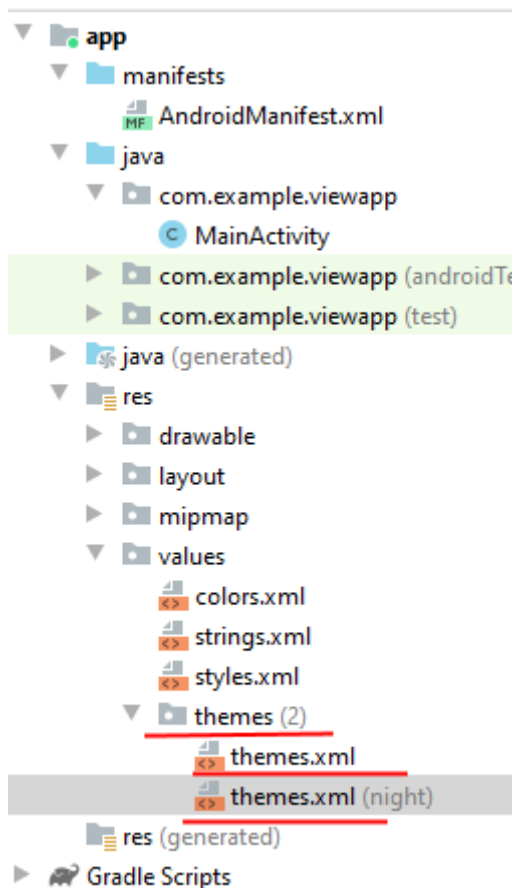 app
manifests
MF AndroidManifest.xml
java
com.example.viewapp
C MainActivity
com.example.viewapp (androidTe
com.example.viewapp (test)
java (generated)
res
drawable
layout
mipmap
values
colors.xml
strings.xml
styles.xml
themes (2)
themes.xml
themes.xml (night)
res (generated)
Gradle Scripts